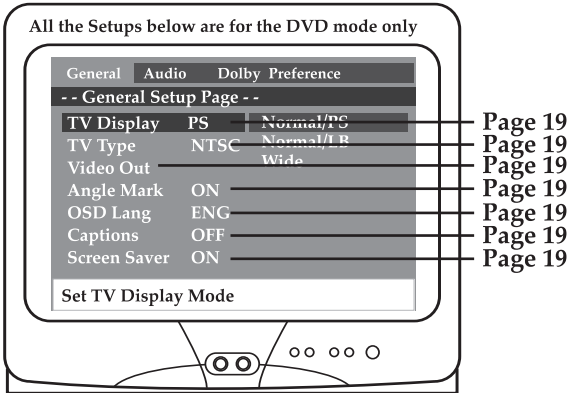 All the Setups below are for the DVD mode only
General Audio Dolby Preference
- - General Setup Page - -
TV Display PS Normal/PS Page 19
TV Type NTSC Normal/LB Page 19
Video Out Wide Page 19
Angle Mark ON Page 19
OSD Lang ENG Page 19
Captions OFF Page 19
Screen Saver ON Page 19
Set TV Display Mode